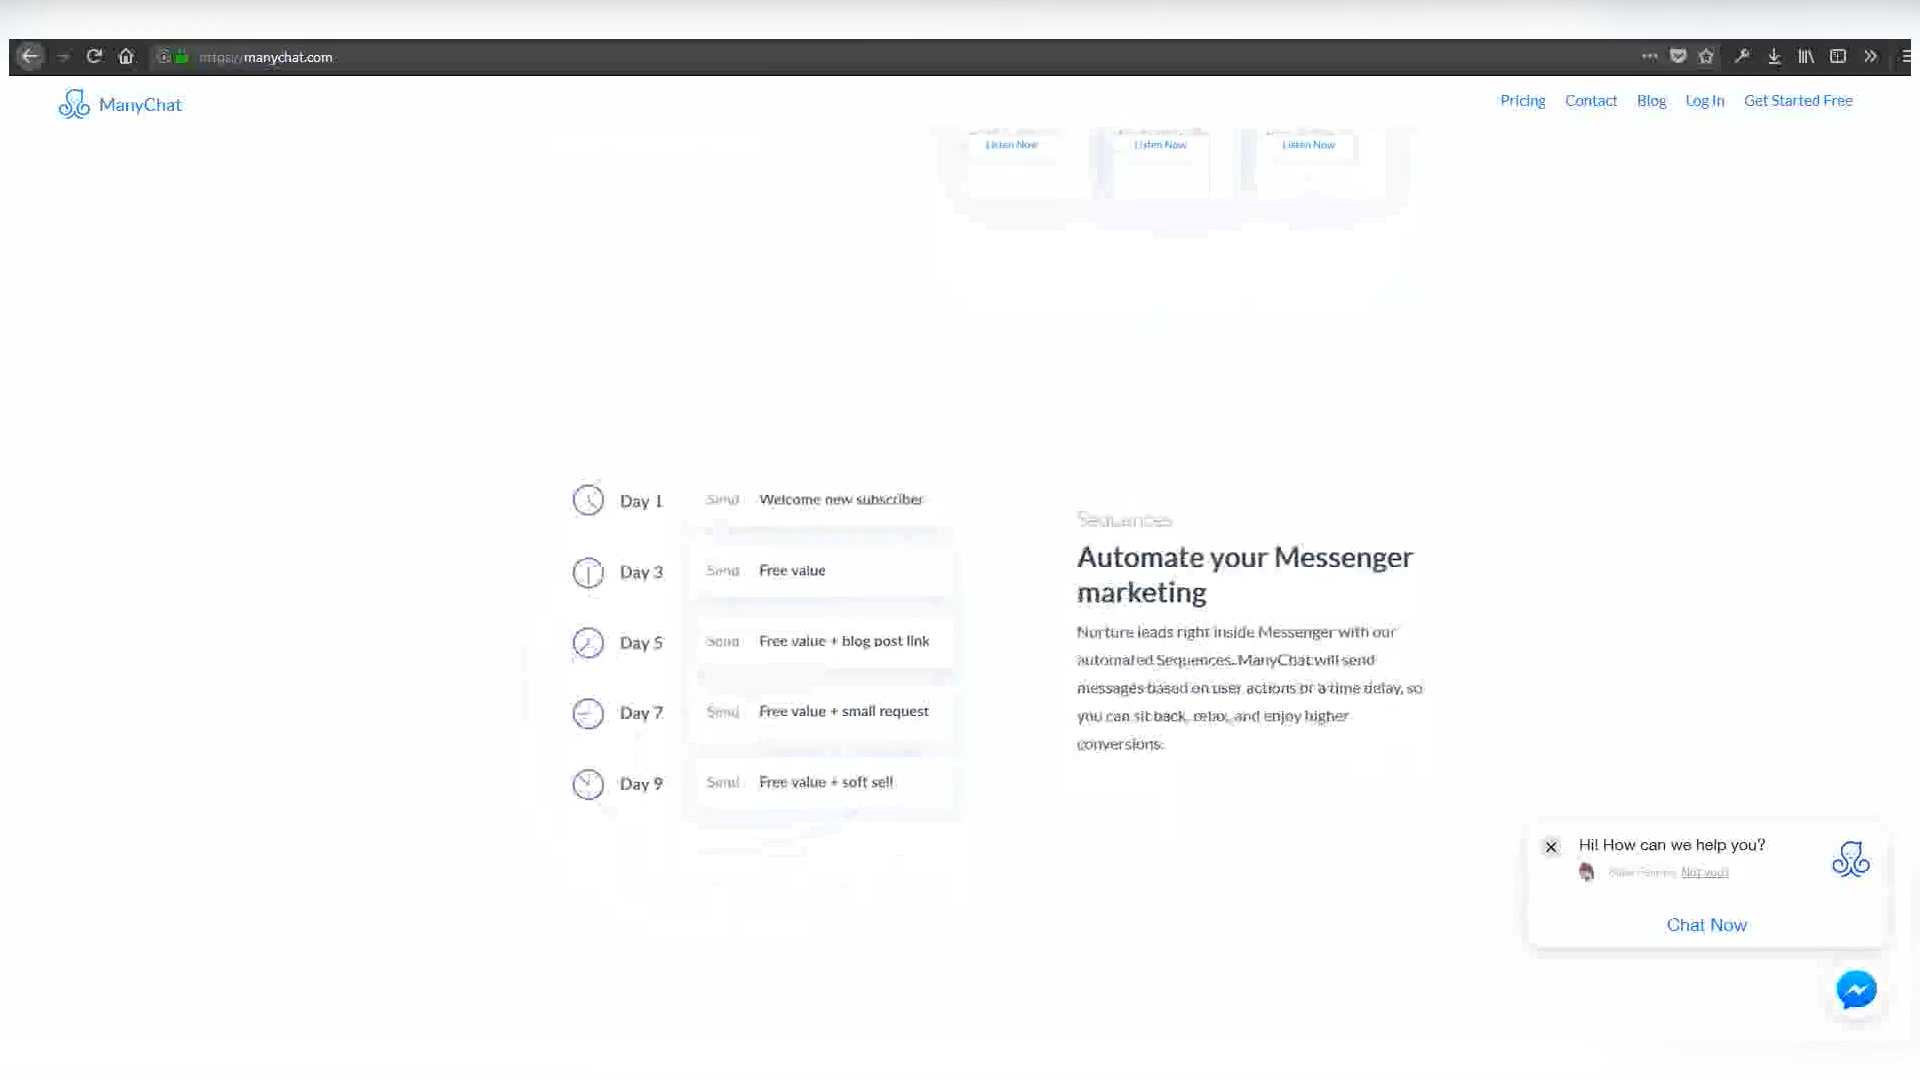 https://manychat.com
ManyChat
Pricing Contact Blog Log In Get Started Free
Listen Now Listen Now Listen Now
Day 1 Send Welcome new subscriber
Day 3 Send Free value
Day 5 Send Free value + blog post link
Day 7 Send Free value + small request
Day 9 Send Free value + soft sell
Sequences
Automate your Messenger
marketing
Nurture leads right inside Messenger with our
automated Sequences. ManyChat will send
messages based on user actions or a time delay, so
you can sit back, relax, and enjoy higher
conversions.
Hi! How can we help you?
Not you?
Chat Now